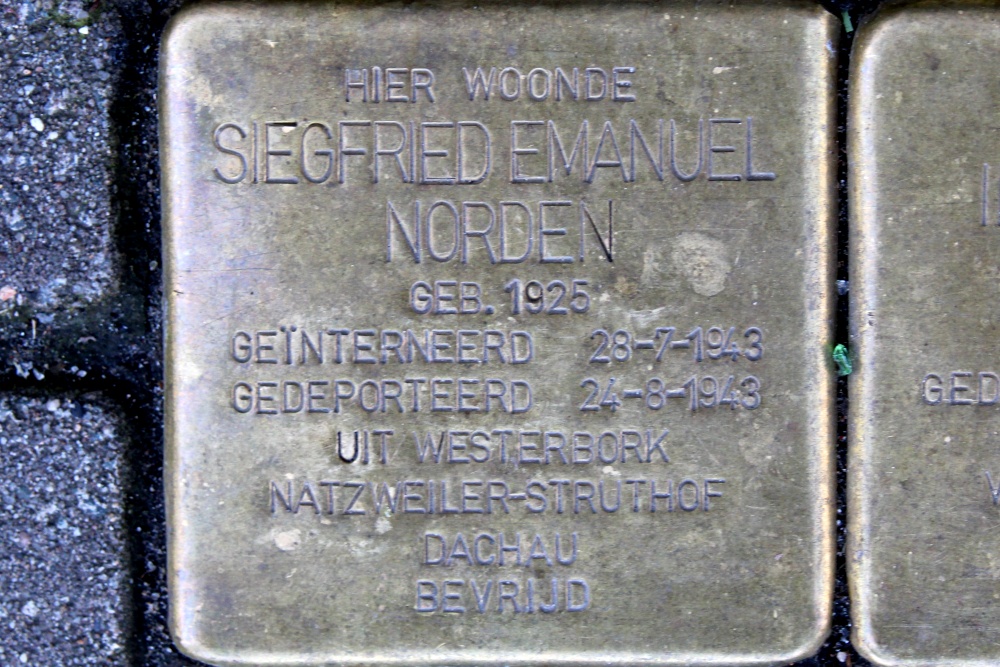 HIER WOONDE
SIEGFRIED EMANUEL
NORDEN
GEB. 1925
GEÏNTERNEERD 28-7-1943
GEDEPORTEERD 24-8-1943
UIT WESTERBORK
NATZWEILER-STRUTHOF
DACHAU
BEVRIJD